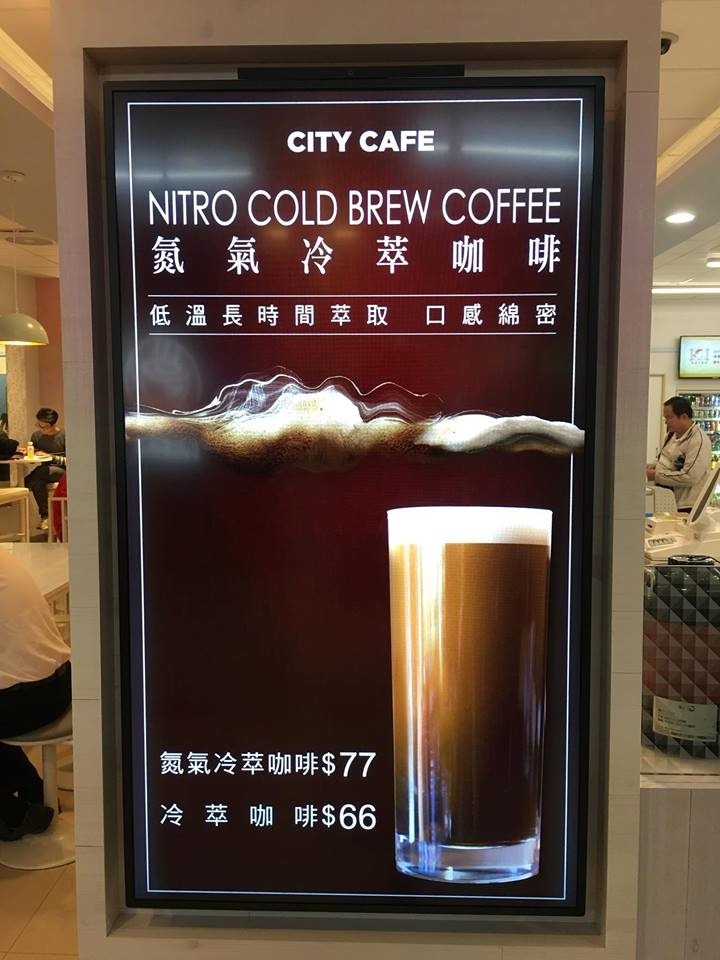 CITY CAFE
NITRO COLD BREW COFFEE
氮氣冷萃咖啡
低溫長時間萃取 口感綿密
氮氣冷萃咖啡$77
冷萃咖啡$66